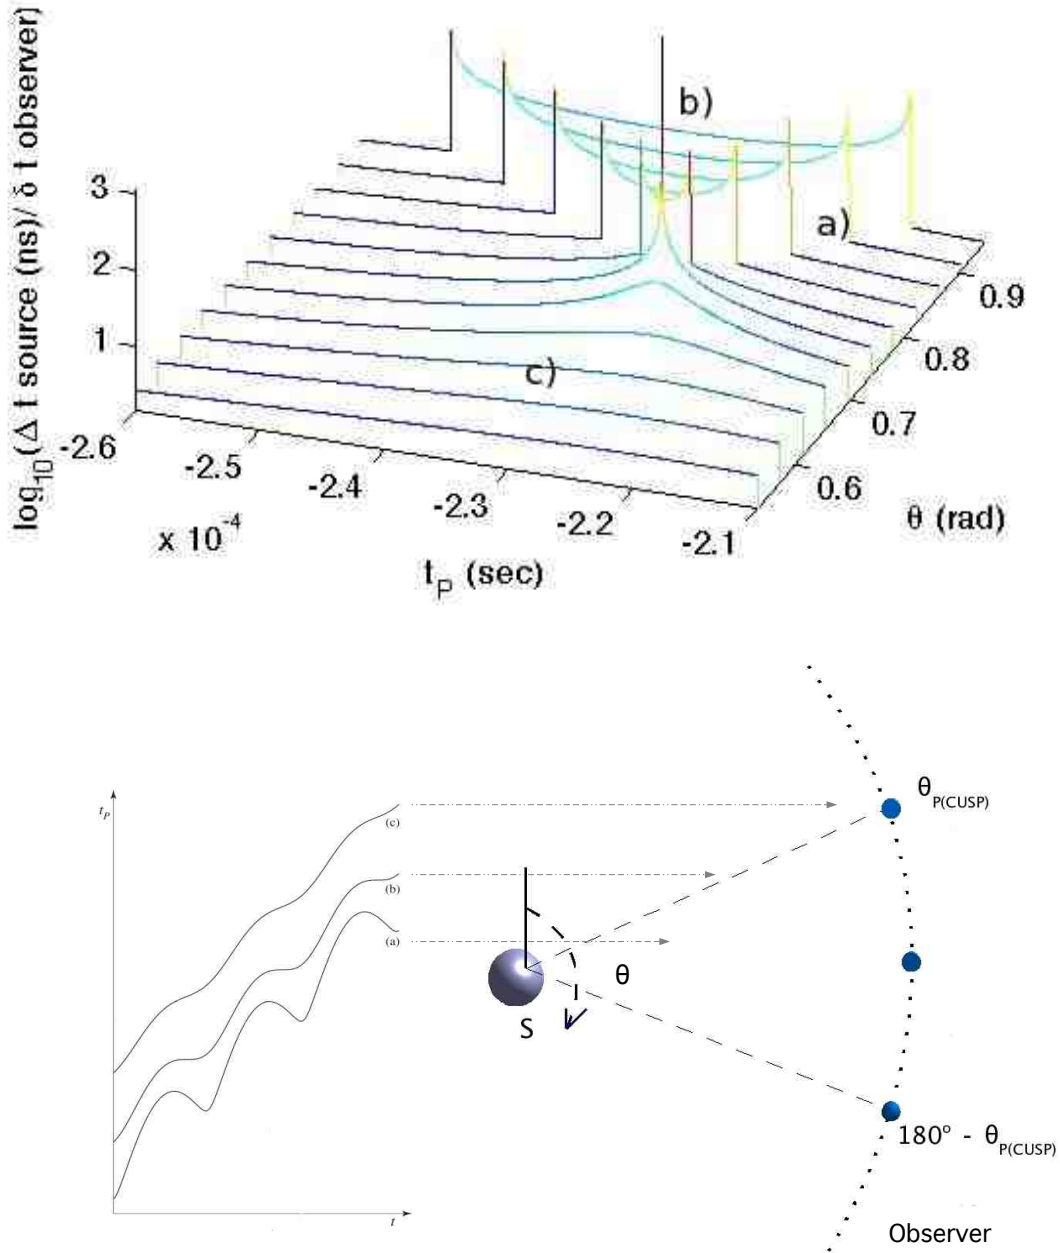 log10(Δ t source (ns)/ δ t observer)
3
2
1
b)
a)
c)
0.9
0.8
0.7
0.6
θ (rad)
-2.6
-2.5
-2.4
-2.3
-2.2
-2.1
x 10-4
tP (sec)
tP
(c)
(b)
(a)
t
S
θ
θP(CUSP)
180° - θP(CUSP)
Observer